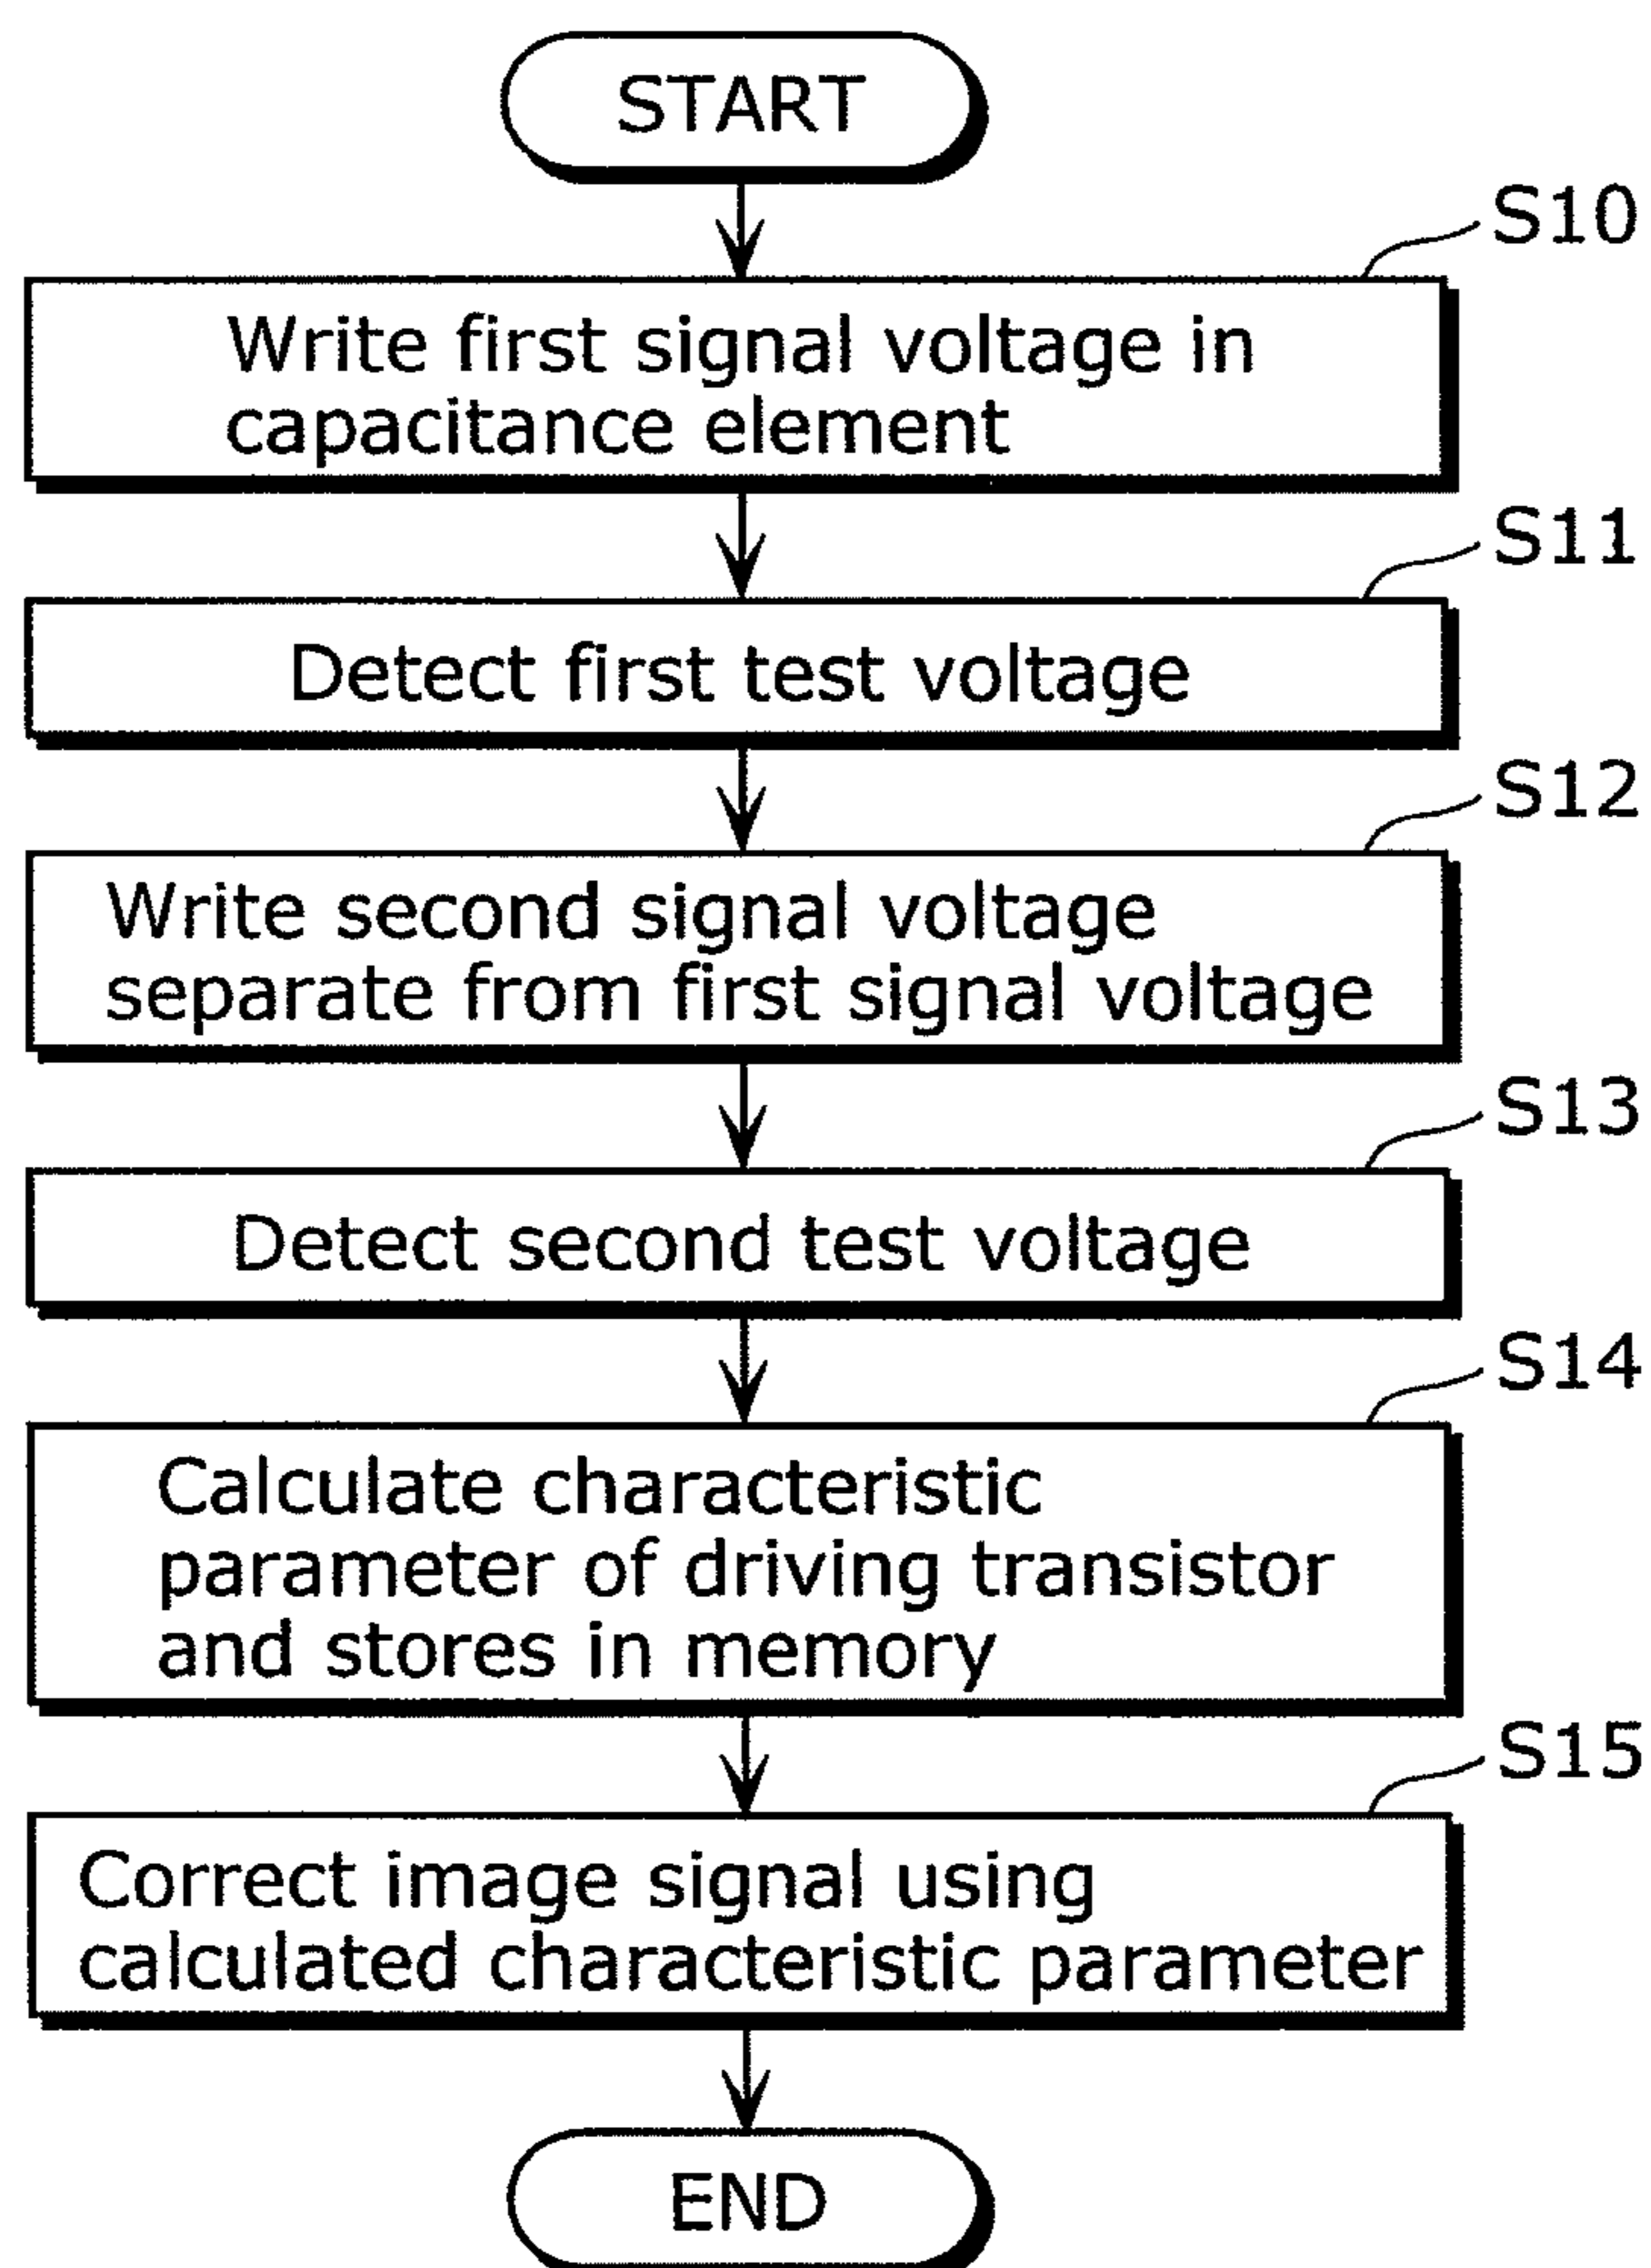 START
S10
Write first signal voltage in
capacitance element
S11
Detect first test voltage
S12
Write second signal voltage
separate from first signal voltage
S13
Detect second test voltage
S14
Calculate characteristic
parameter of driving transistor
and stores in memory
S15
Correct image signal using
calculated characteristic parameter
END